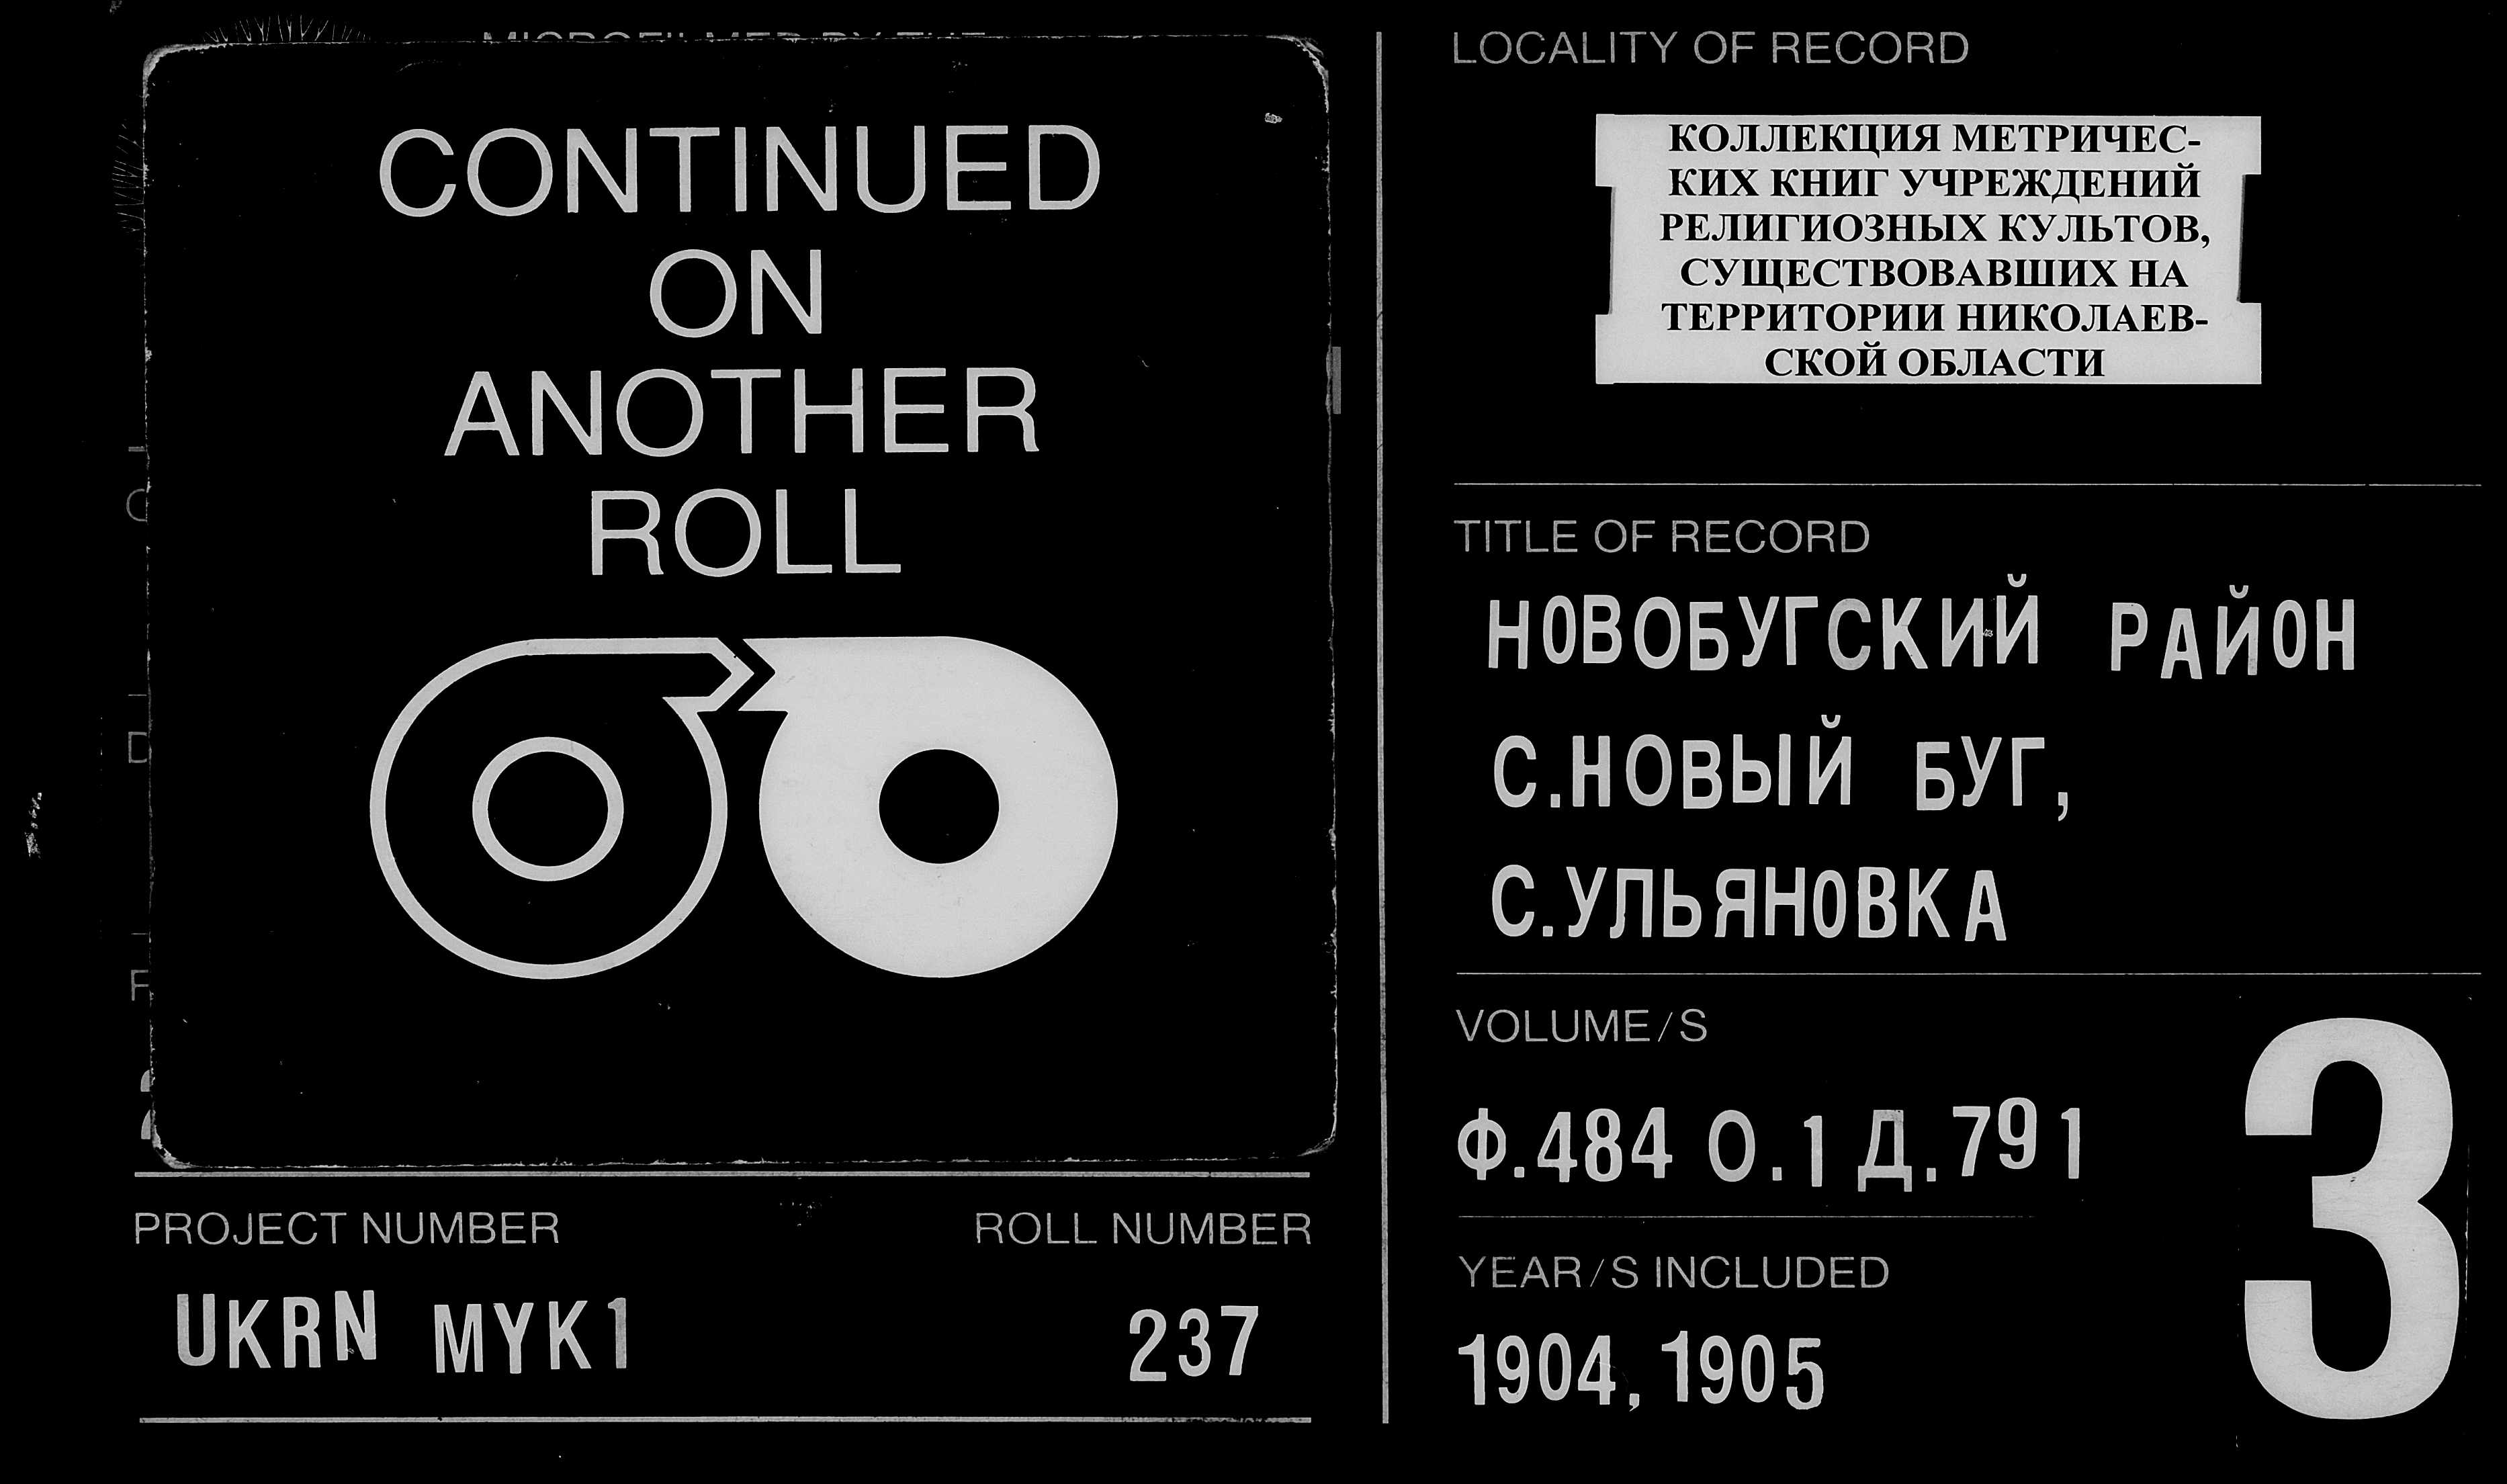 CONTINUED
ON
ANOTHER
ROLL
PROJECT NUMBER
UKRN MYK1
ROLL NUMBER
237
LOCALITY OF RECORD
КОЛЛЕКЦИЯ МЕТРИЧЕС-
КИХ КНИГ УЧРЕЖДЕНИЙ
РЕЛИГИОЗНЫХ КУЛЬТОВ,
СУЩЕСТВОВАВШИХ НА
ТЕРРИТОРИИ НИКОЛАЕВ-
СКОЙ ОБЛАСТИ
TITLE OF RECORD
НОВОБУГСКИЙ РАЙОН
С.НОВЫЙ БУГ,
С.УЛЬЯНОВКА
VOLUME/S
Ф.484 О.1 Д.791
YEAR/S INCLUDED
1904,1905
3